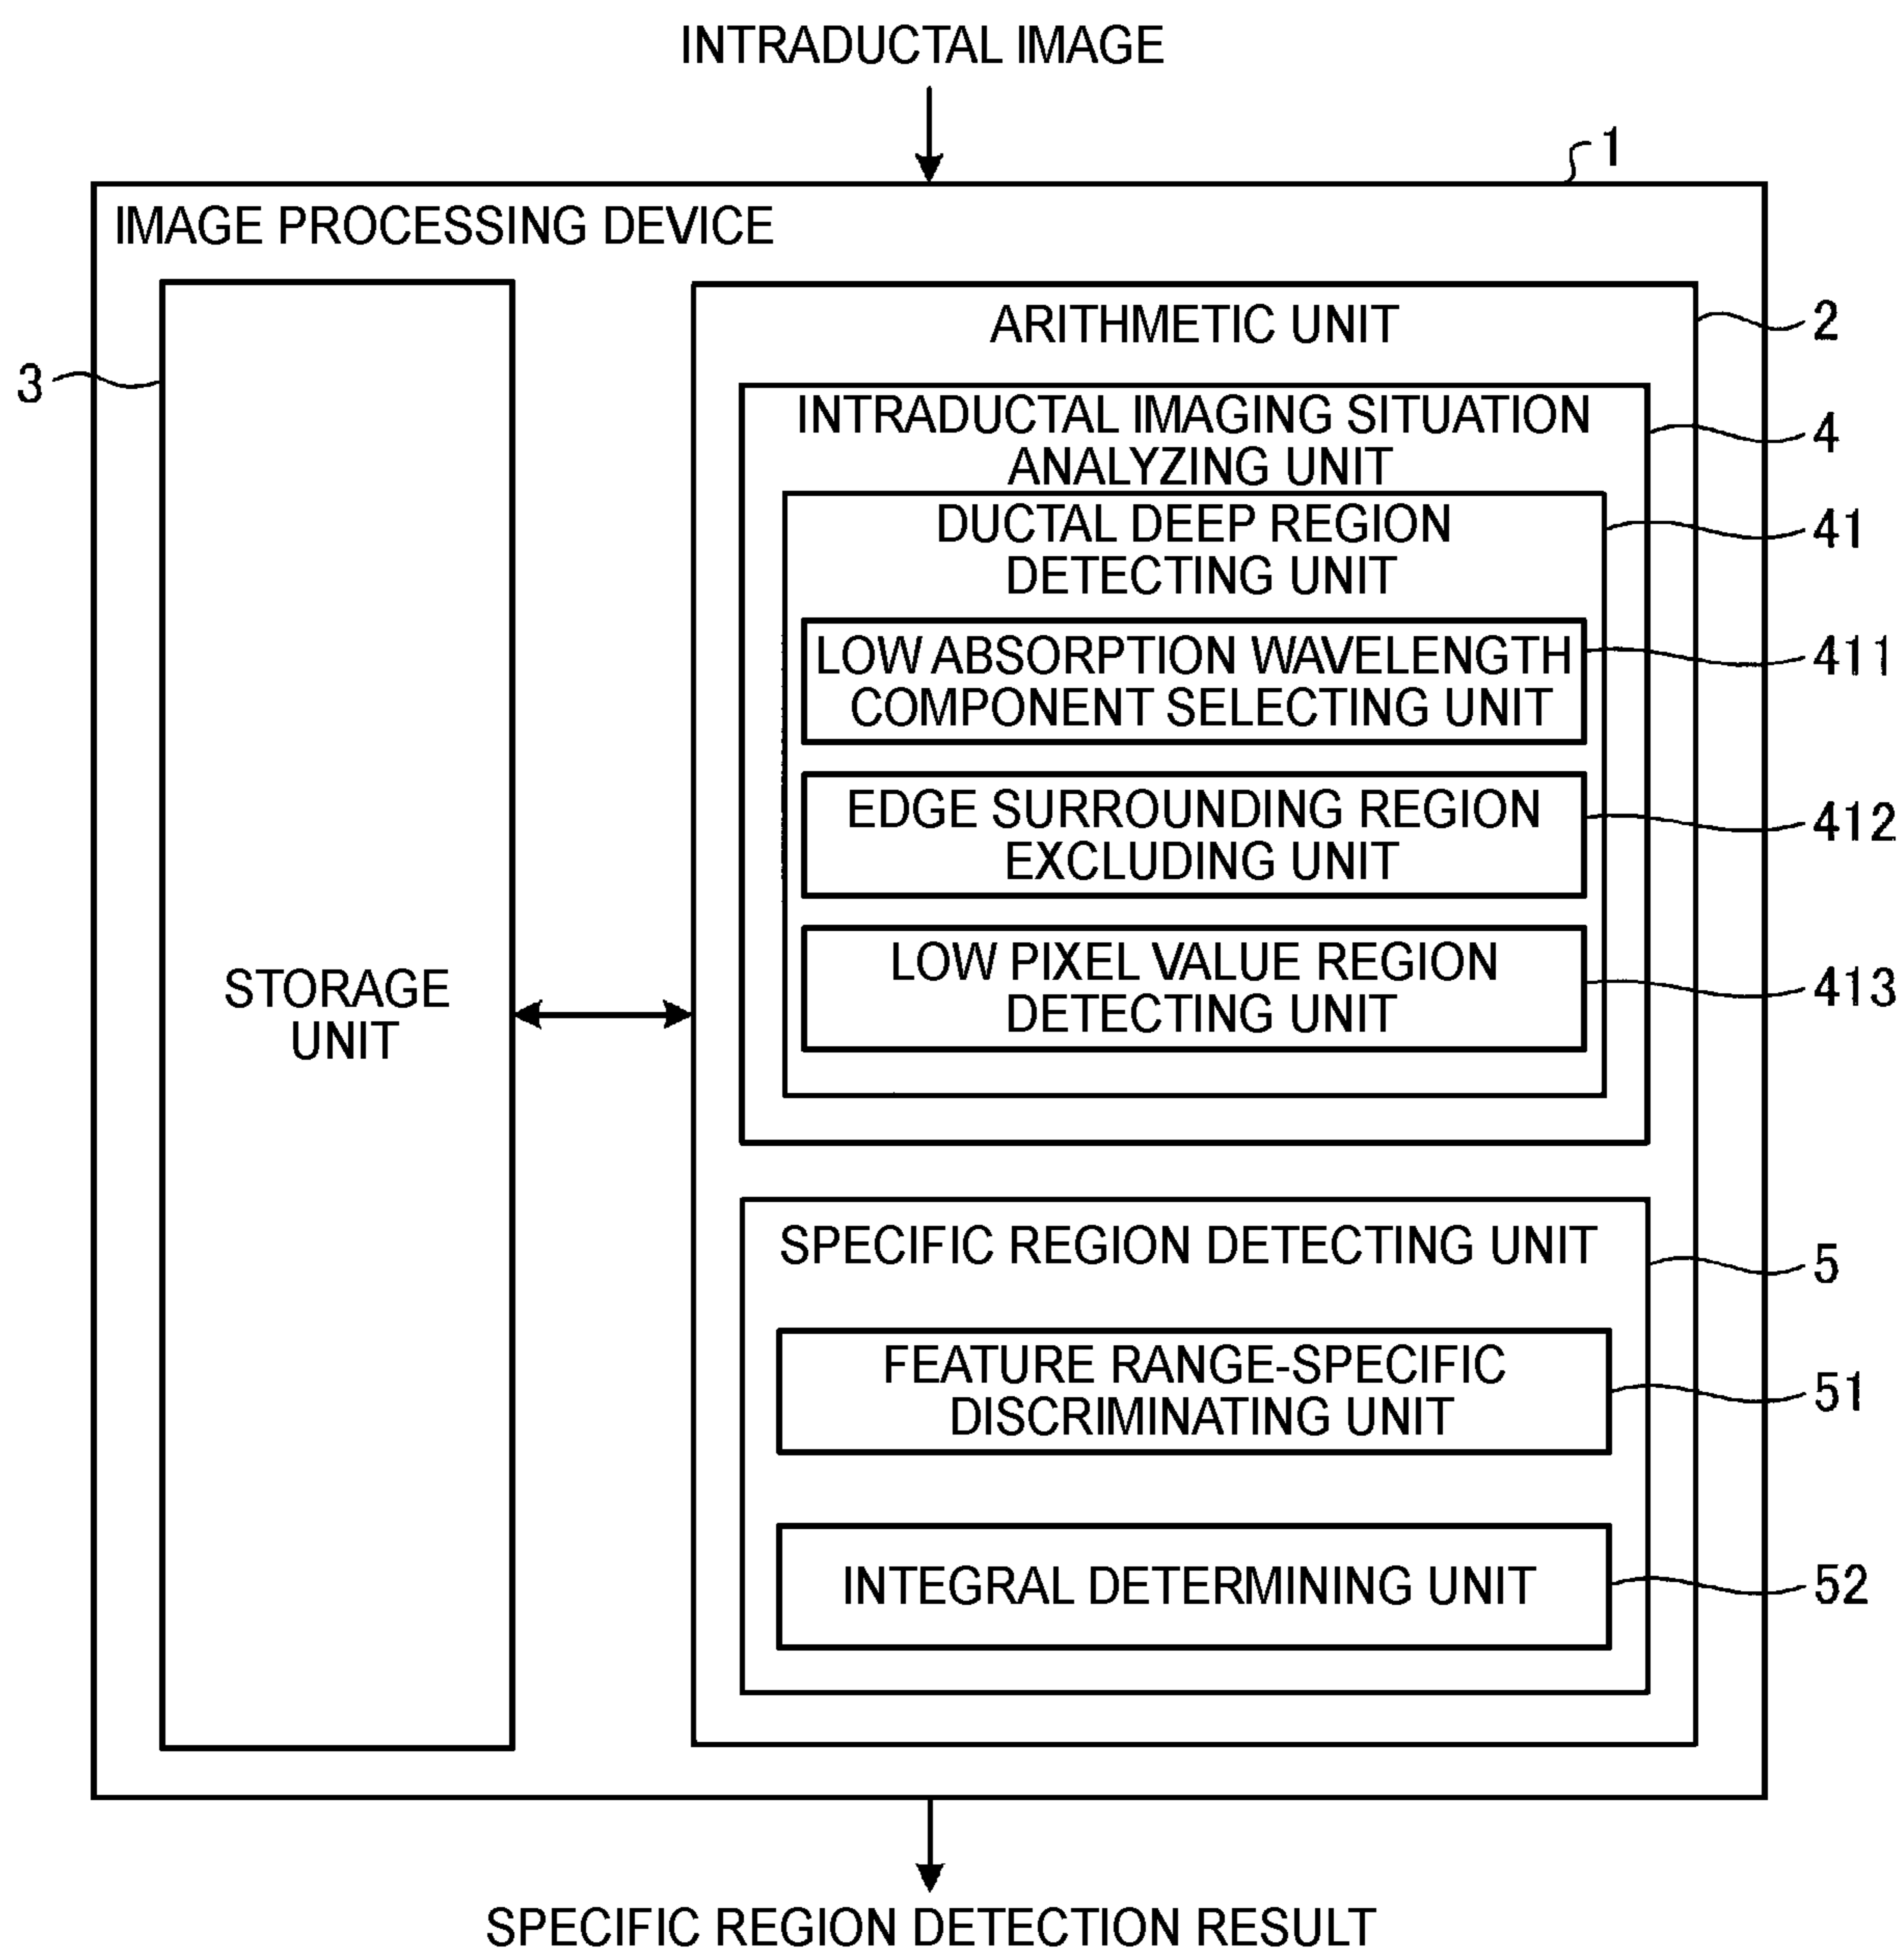 INTRADUCTAL IMAGE
1
IMAGE PROCESSING DEVICE
ARITHMETIC UNIT
2
3
INTRADUCTAL IMAGING SITUATION
ANALYZING UNIT
4
DUCTAL DEEP REGION
DETECTING UNIT
41
LOW ABSORPTION WAVELENGTH
COMPONENT SELECTING UNIT
411
EDGE SURROUNDING REGION
EXCLUDING UNIT
412
LOW PIXEL VALUE REGION
DETECTING UNIT
413
STORAGE
UNIT
SPECIFIC REGION DETECTING UNIT
5
FEATURE RANGE-SPECIFIC
DISCRIMINATING UNIT
51
INTEGRAL DETERMINING UNIT
52
SPECIFIC REGION DETECTION RESULT